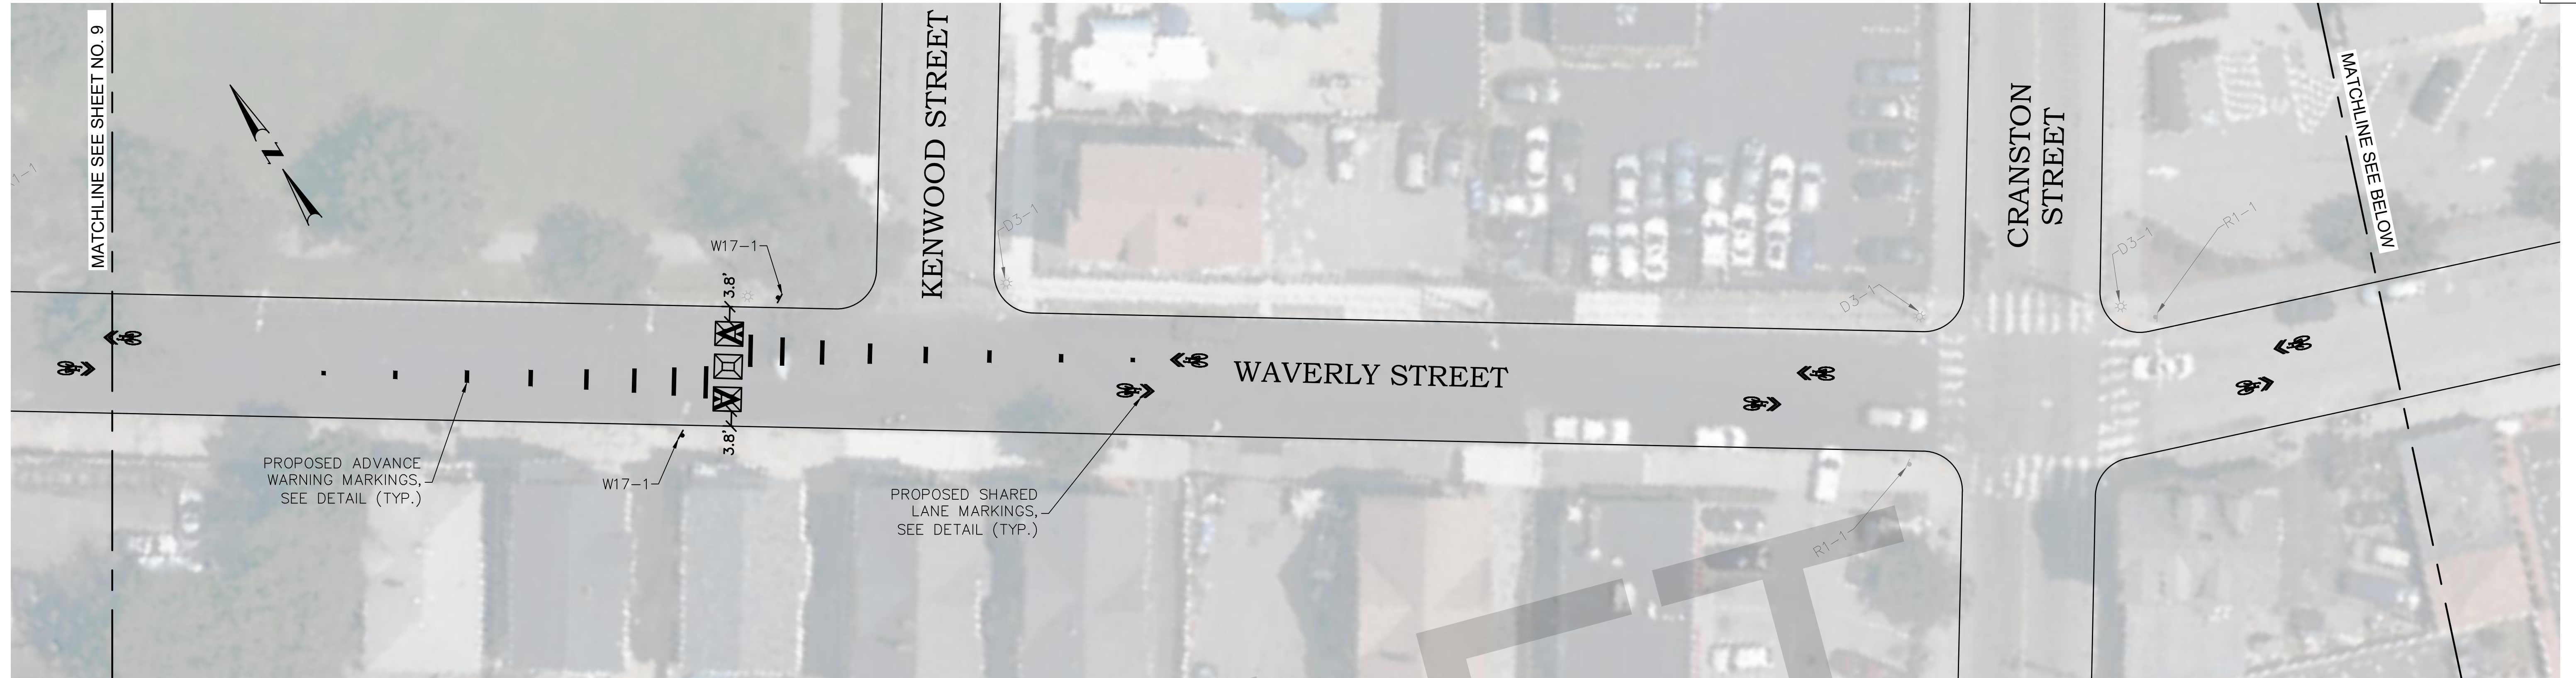 MATCHLINE SEE SHEET NO. 9
Z
KENWOOD STREET
CRANSTON
STREET
MATCHLINE SEE BELOW
D3-1
R1-1
D3-1
D3-1
W17-1
3.8'
WAVERLY STREET
3.8'
W17-1
PROPOSED ADVANCE
WARNING MARKINGS,
SEE DETAIL (TYP.)
PROPOSED SHARED
LANE MARKINGS,
SEE DETAIL (TYP.)
R1-1